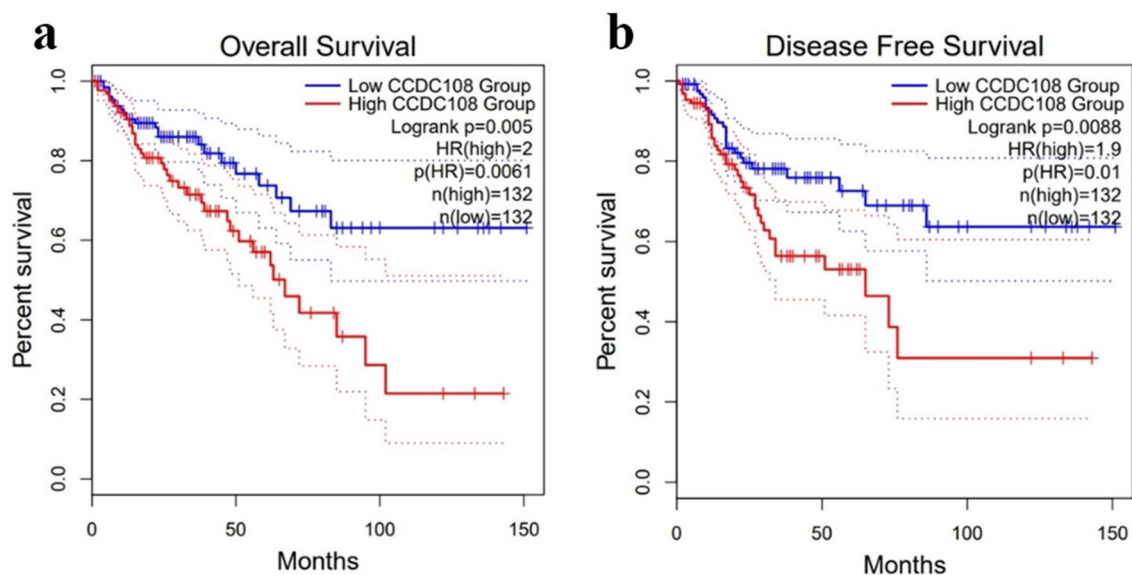 a
Overall Survival
Low CCDC108 Group
High CCDC108 Group
Logrank p=0.005
HR(high)=2
p(HR)=0.0061
n(high)=132
n(low)=132
Percent survival
1.0
0.8
0.6
0.4
0.2
0.0
0 50 100 150
Months
b
Disease Free Survival
Low CCDC108 Group
High CCDC108 Group
Logrank p=0.0088
HR(high)=1.9
p(HR)=0.01
n(high)=132
n(low)=132
Percent survival
1.0
0.8
0.6
0.4
0.2
0.0
0 50 100 150
Months